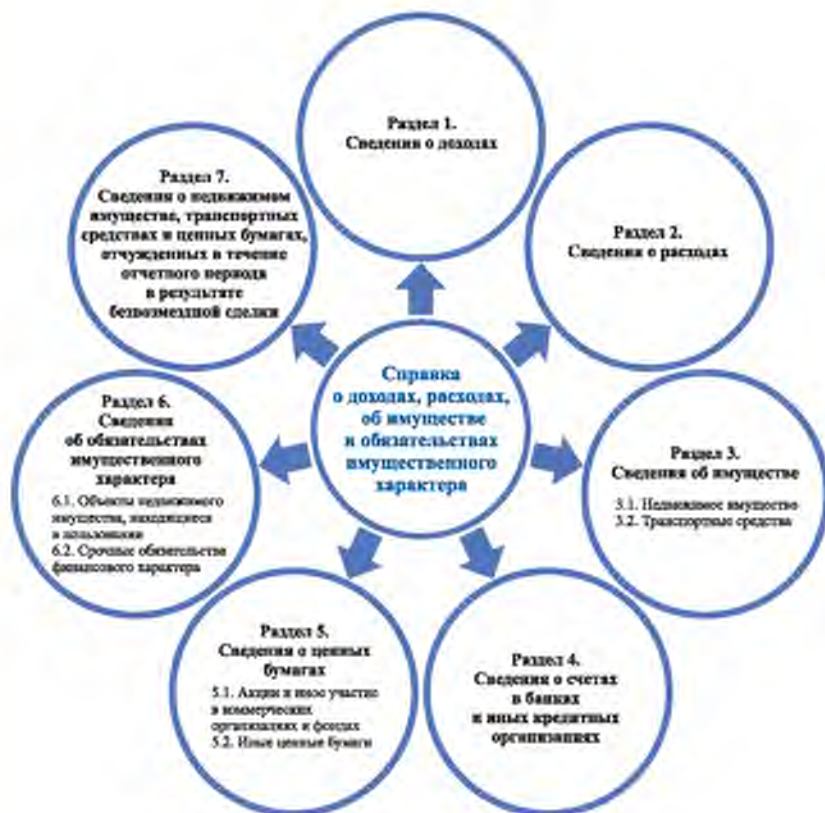 Раздел 1.
Сведения о доходах
Раздел 2.
Сведения о расходах
Раздел 3.
Сведения об имуществе
3.1. Недвижимое имущество
3.2. Транспортные средства
Раздел 4.
Сведения о счетах
в банках
и иных кредитных
организациях
Раздел 5.
Сведения о ценных
бумагах
5.1. Акции и иное участие
в коммерческих
организациях и фондах
5.2. Иные ценные бумаги
Раздел 6.
Сведения
об обязательствах
имущественного
характера
6.1. Объекты недвижимого
имущества, находящиеся
в пользовании
6.2. Срочные обязательства
финансового характера
Раздел 7.
Сведения о недвижимом
имуществе, транспортных
средствах и ценных бумагах,
отчужденных в течение
отчетного периода
в результате
безвозмездной сделки
Справка
о доходах, расходах,
об имуществе
и обязательствах
имущественного
характера